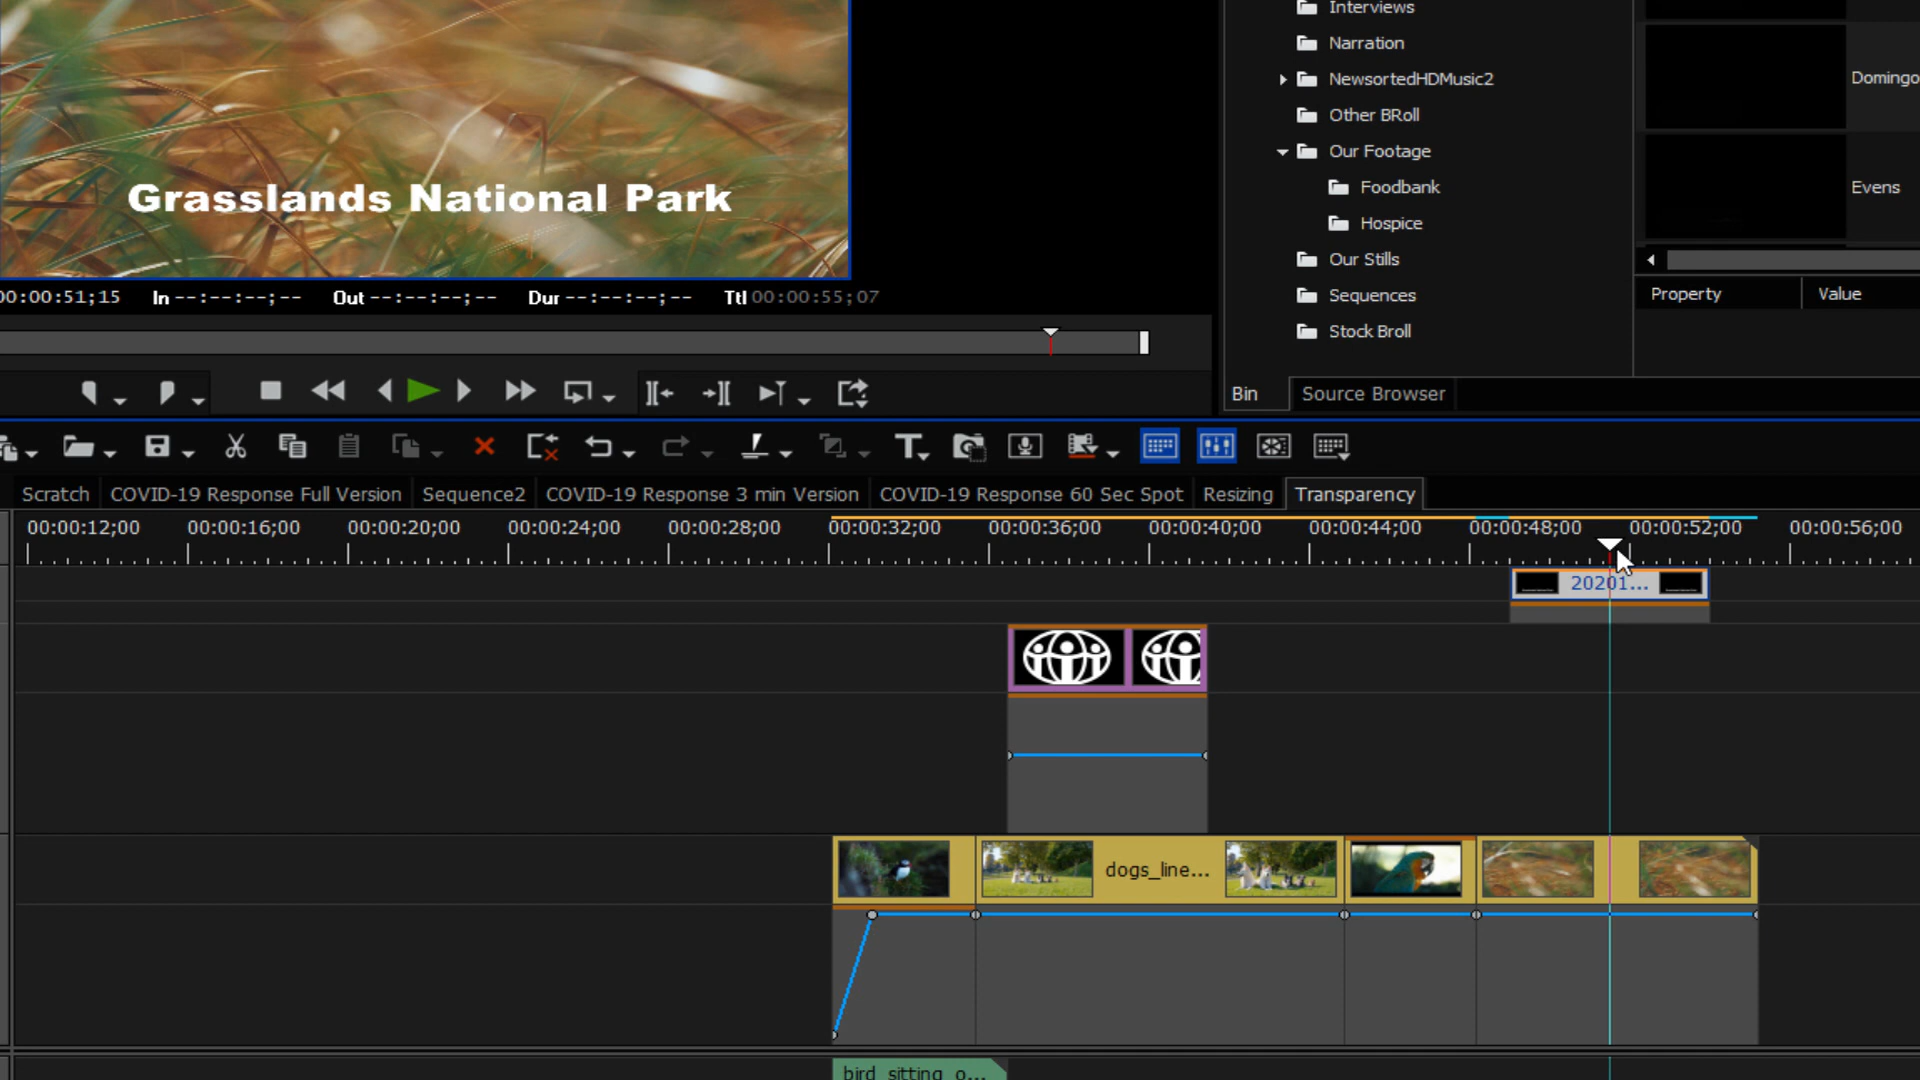 Interviews
Narration
NewsortedHDMusic2
Other BRoll
Our Footage
Foodbank
Hospice
Our Stills
Sequences
Stock Broll
Domingo
Evens
Property Value
Bin Source Browser
Grasslands National Park
00:00:51;15 In --:--:--;-- Out --:--:--;-- Dur --:--:--;-- Ttl 00:00:55;07
Scratch COVID-19 Response Full Version Sequence2 COVID-19 Response 3 min Version COVID-19 Response 60 Sec Spot Resizing Transparency
00:00:12;00 00:00:16;00 00:00:20;00 00:00:24;00 00:00:28;00 00:00:32;00 00:00:36;00 00:00:40;00 00:00:44;00 00:00:48;00 00:00:52;00 00:00:56;00
20201...
dogs_line...
bird_sitting_o...